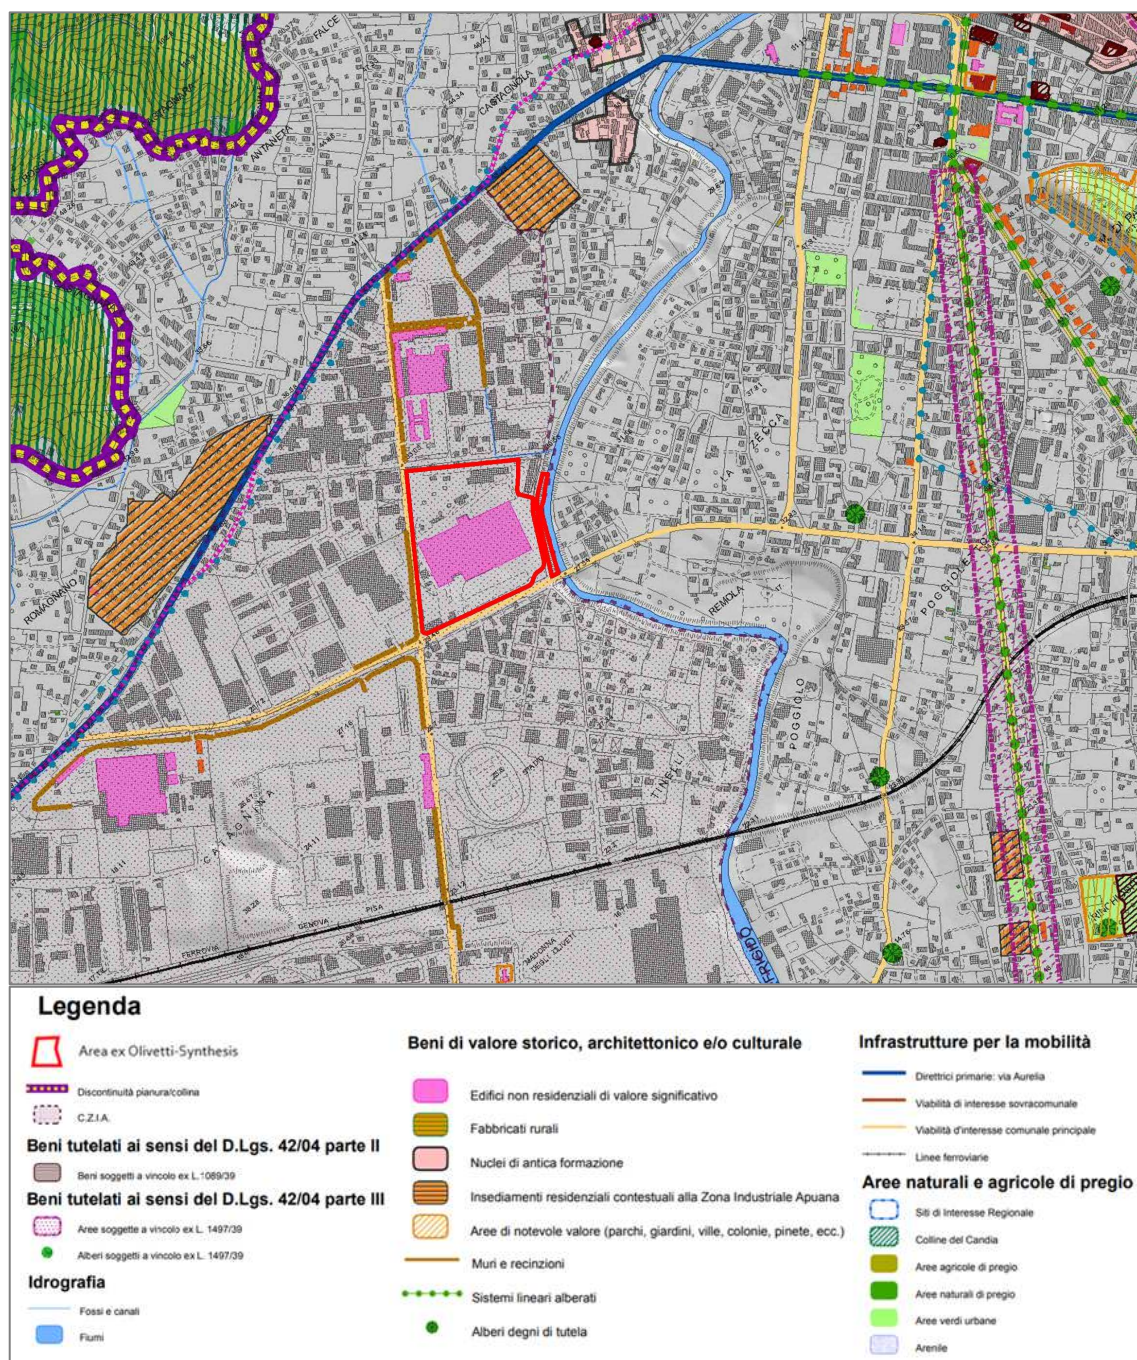 FALCE
CASTAGNOLA
ANTANETA
LA ZECCA
ROMAGNANO
REMOLA
POGGIOLETTO
POGGIOLO
TINELLI
STADIO
CA AGNNA
FERROVIA
GENOVA
PISA
MADONNA
DEGLI OLIVETI
FRIGIDO
Legenda
Area ex Olivetti-Synthesis
Discontinuità pianura/collina
C.Z.I.A.
Beni tutelati ai sensi del D.Lgs. 42/04 parte II
Beni soggetti a vincolo ex L.1089/39
Beni tutelati ai sensi del D.Lgs. 42/04 parte III
Aree soggette a vincolo ex L. 1497/39
Alberi soggetti a vincolo ex L. 1497/39
Idrografia
Fossi e canali
Fiumi
Beni di valore storico, architettonico e/o culturale
Edifici non residenziali di valore significativo
Fabbricati rurali
Nuclei di antica formazione
Insediamenti residenziali contestuali alla Zona Industriale Apuana
Aree di notevole valore (parchi, giardini, ville, colonie, pinete, ecc.)
Muri e recinzioni
Sistemi lineari alberati
Alberi degni di tutela
Infrastrutture per la mobilità
Direttrici primarie: via Aurelia
Viabilità di interesse sovracomunale
Viabilità d'interesse comunale principale
Linee ferroviarie
Aree naturali e agricole di pregio
Siti di Interesse Regionale
Colline del Candia
Aree agricole di pregio
Aree naturali di pregio
Aree verdi urbane
Arenile